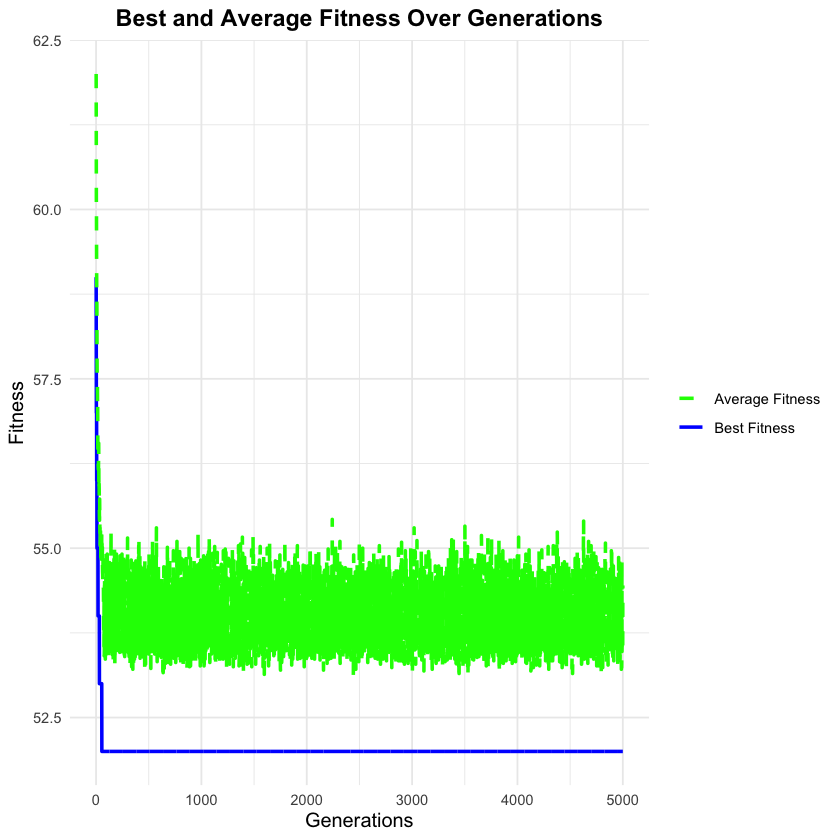 Best and Average Fitness Over Generations
62.5
60.0
57.5
55.0
52.5
Fitness
0 1000 2000 3000 4000 5000
Generations
Average Fitness
Best Fitness